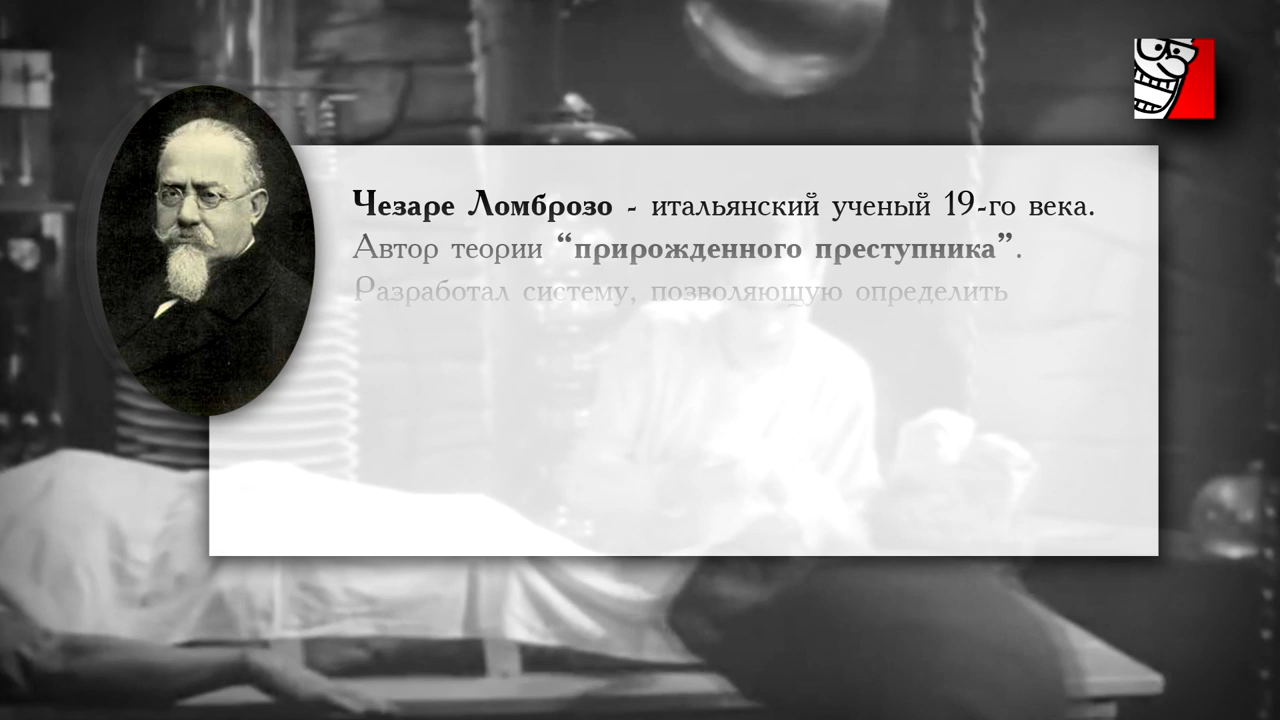 Чезаре Ломброзо - итальянский ученый 19-го века.
Автор теории “прирожденного преступника”.
Разработал систему, позволяющую определить